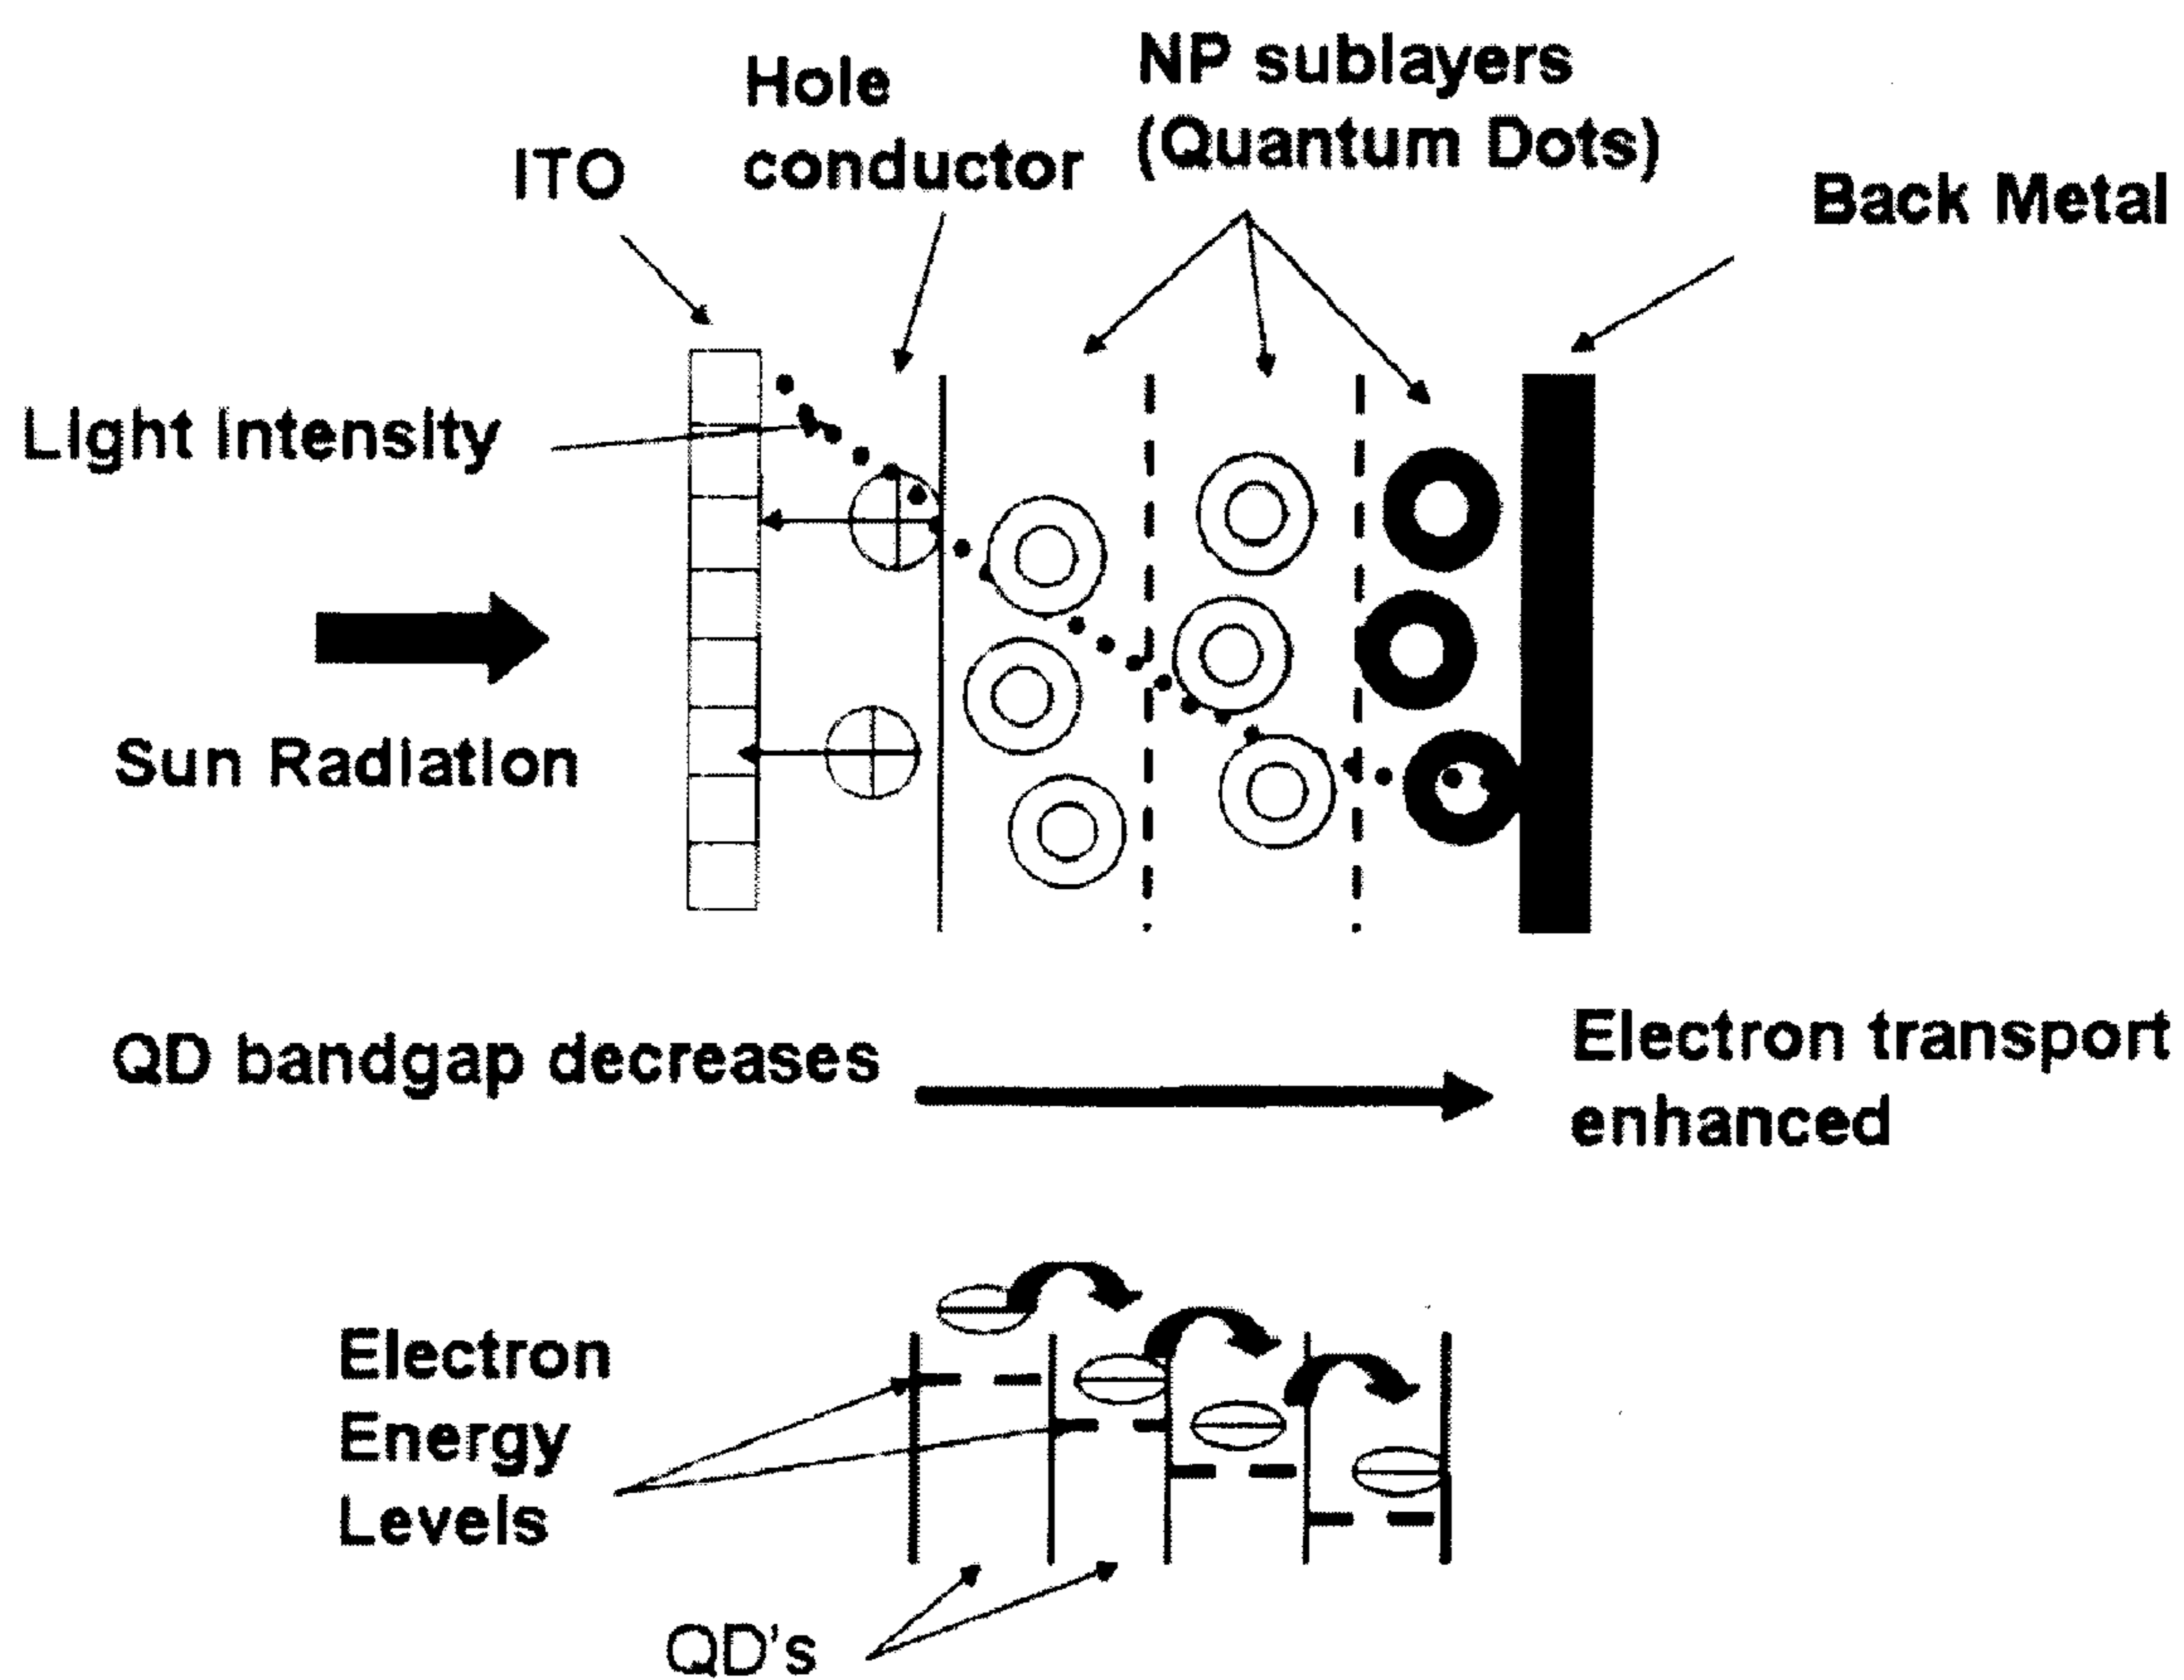 Hole
conductor
NP sublayers
(Quantum Dots)
ITO
Back Metal
Light Intensity
Sun Radiation
QD bandgap decreases
Electron transport
enhanced
Electron
Energy
Levels
QD's